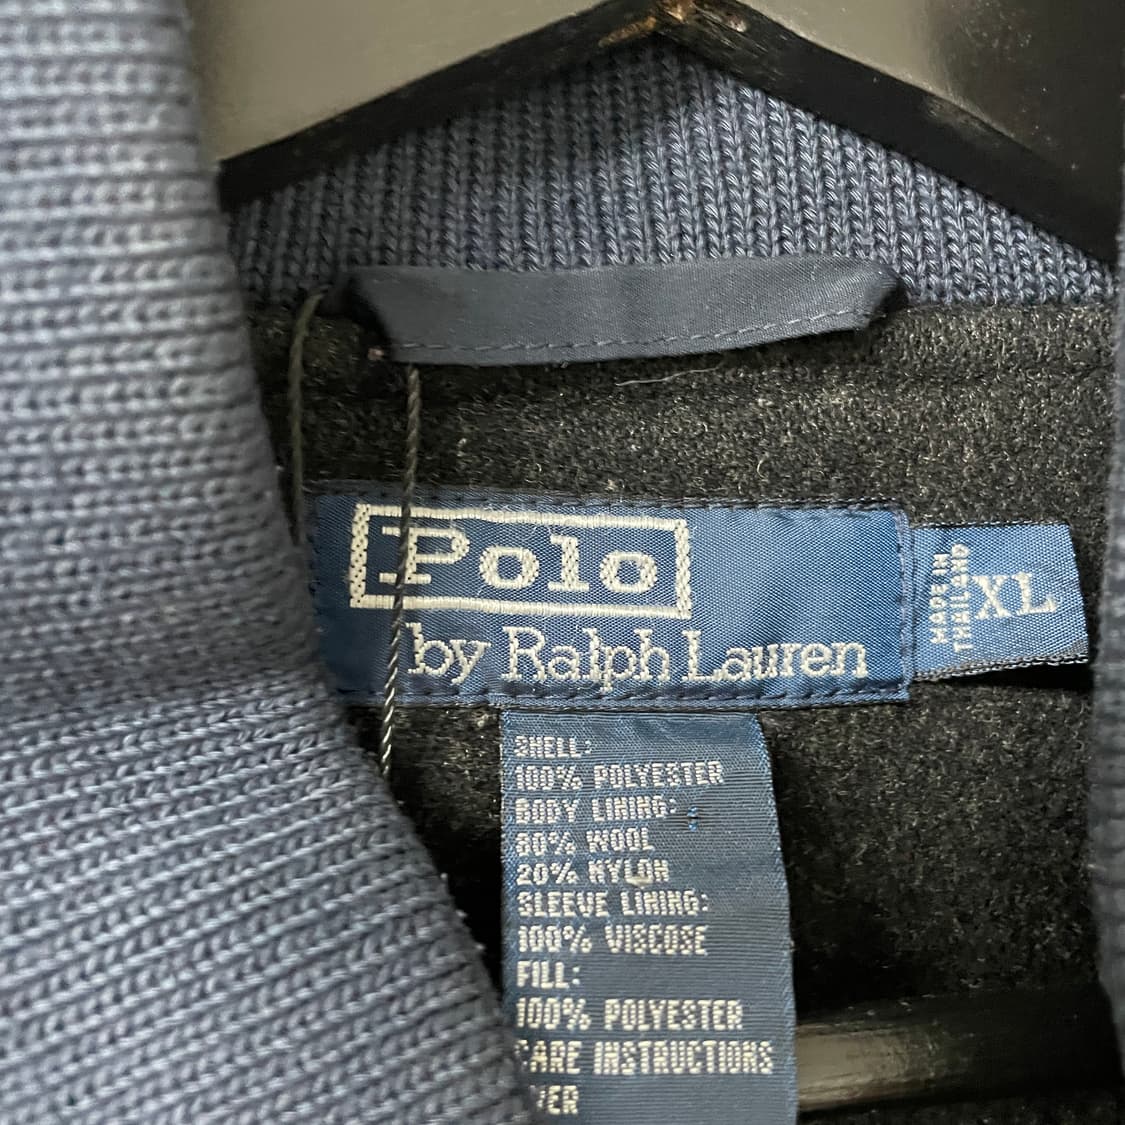 Polo
by Ralph Lauren
MADE IN
THAILAND
XL
SHELL:
100% POLYESTER
BODY LINING:
80% WOOL
20% NYLON
SLEEVE LINING:
100% VISCOSE
FILL:
100% POLYESTER
CARE INSTRUCTIONS
OVER